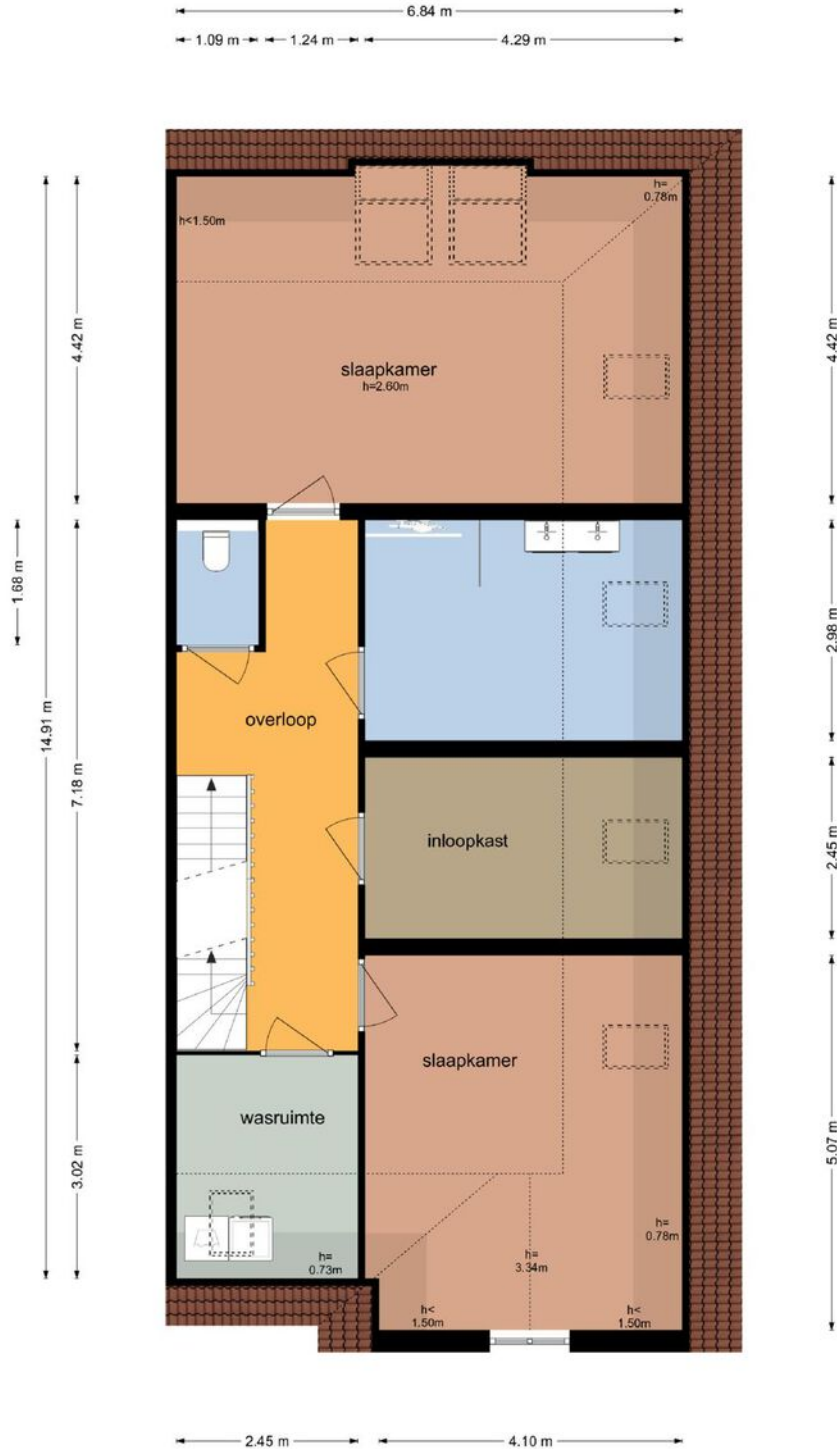 6.84 m
1.09 m
1.24 m
4.29 m
h<1.50m
h=
0.78m
4.42 m
4.42 m
slaapkamer
h=2.60m
1.68 m
2.98 m
14.91 m
7.18 m
overloop
inloopkast
2.45 m
slaapkamer
wasruimte
3.02 m
5.07 m
h=
0.73m
h=
3.34m
h=
0.78m
h<
1.50m
h<
1.50m
2.45 m
4.10 m